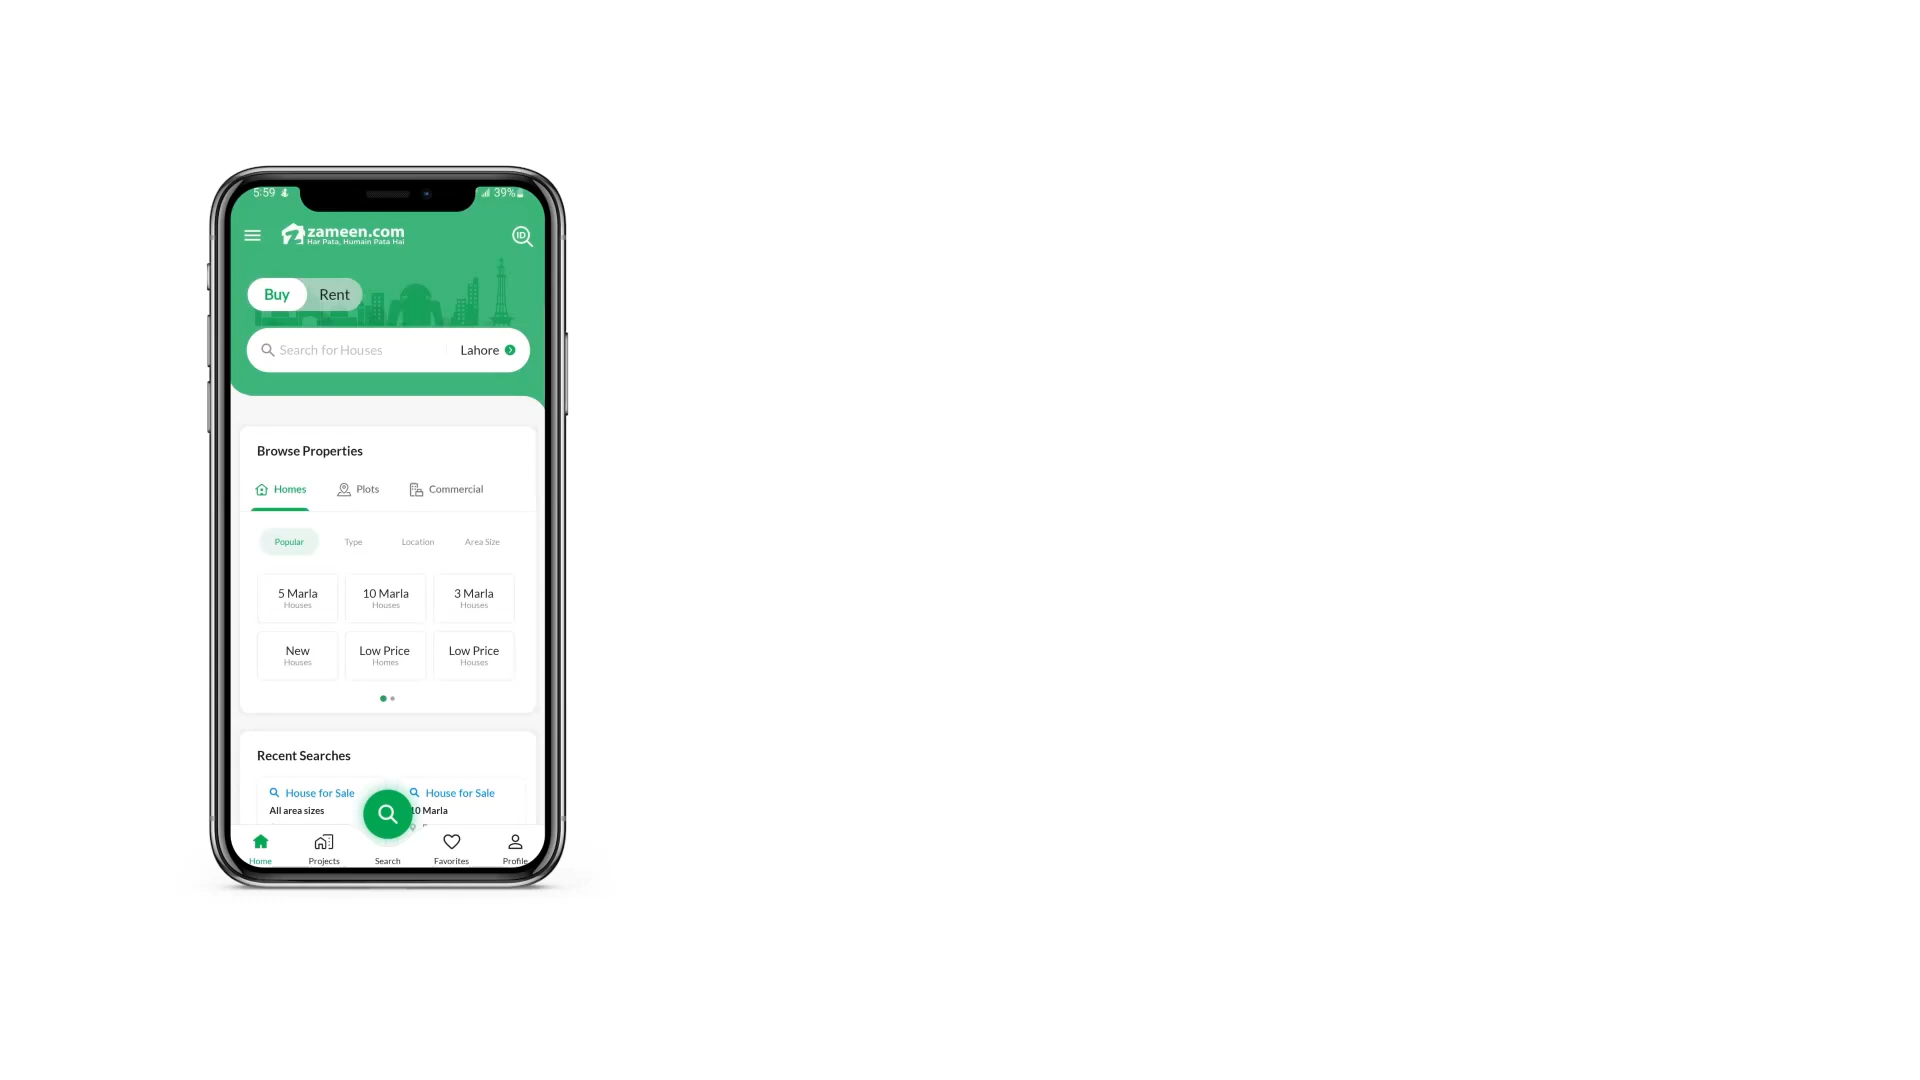 5:59
39%
zameen.com
Har Pata, Humain Pata Hai
ID
Buy Rent
Search for Houses Lahore
Browse Properties
Homes Plots Commercial
Popular Type Location Area Size
5 Marla 10 Marla 3 Marla
Houses Houses Houses
New Low Price Low Price
Houses Homes Houses
Recent Searches
House for Sale House for Sale
All area sizes 10 Marla
Home Projects Search Favorites Profile